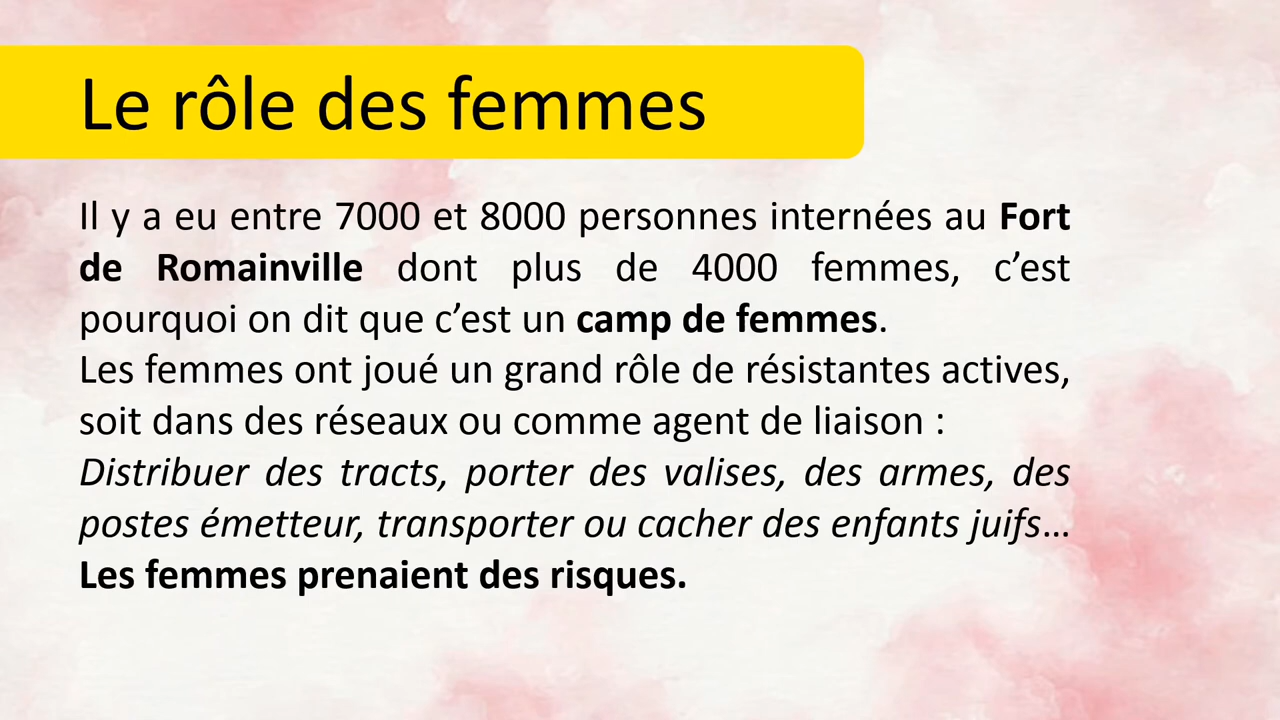 Le rôle des femmes
Il y a eu entre 7000 et 8000 personnes internées au Fort
de Romainville dont plus de 4000 femmes, c’est
pourquoi on dit que c’est un camp de femmes.
Les femmes ont joué un grand rôle de résistantes actives,
soit dans des réseaux ou comme agent de liaison :
Distribuer des tracts, porter des valises, des armes, des
postes émetteur, transporter ou cacher des enfants juifs…
Les femmes prenaient des risques.